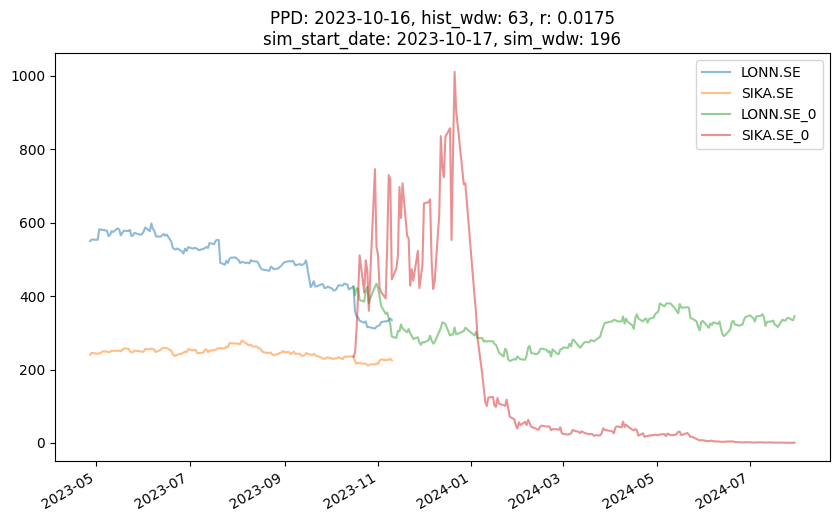 PPD: 2023-10-16, hist_wdw: 63, r: 0.0175
sim_start_date: 2023-10-17, sim_wdw: 196
LONN.SE
SIKA.SE
LONN.SE_0
SIKA.SE_0
1000
800
600
400
200
0
2023-05
2023-07
2023-09
2023-11
2024-01
2024-03
2024-05
2024-07